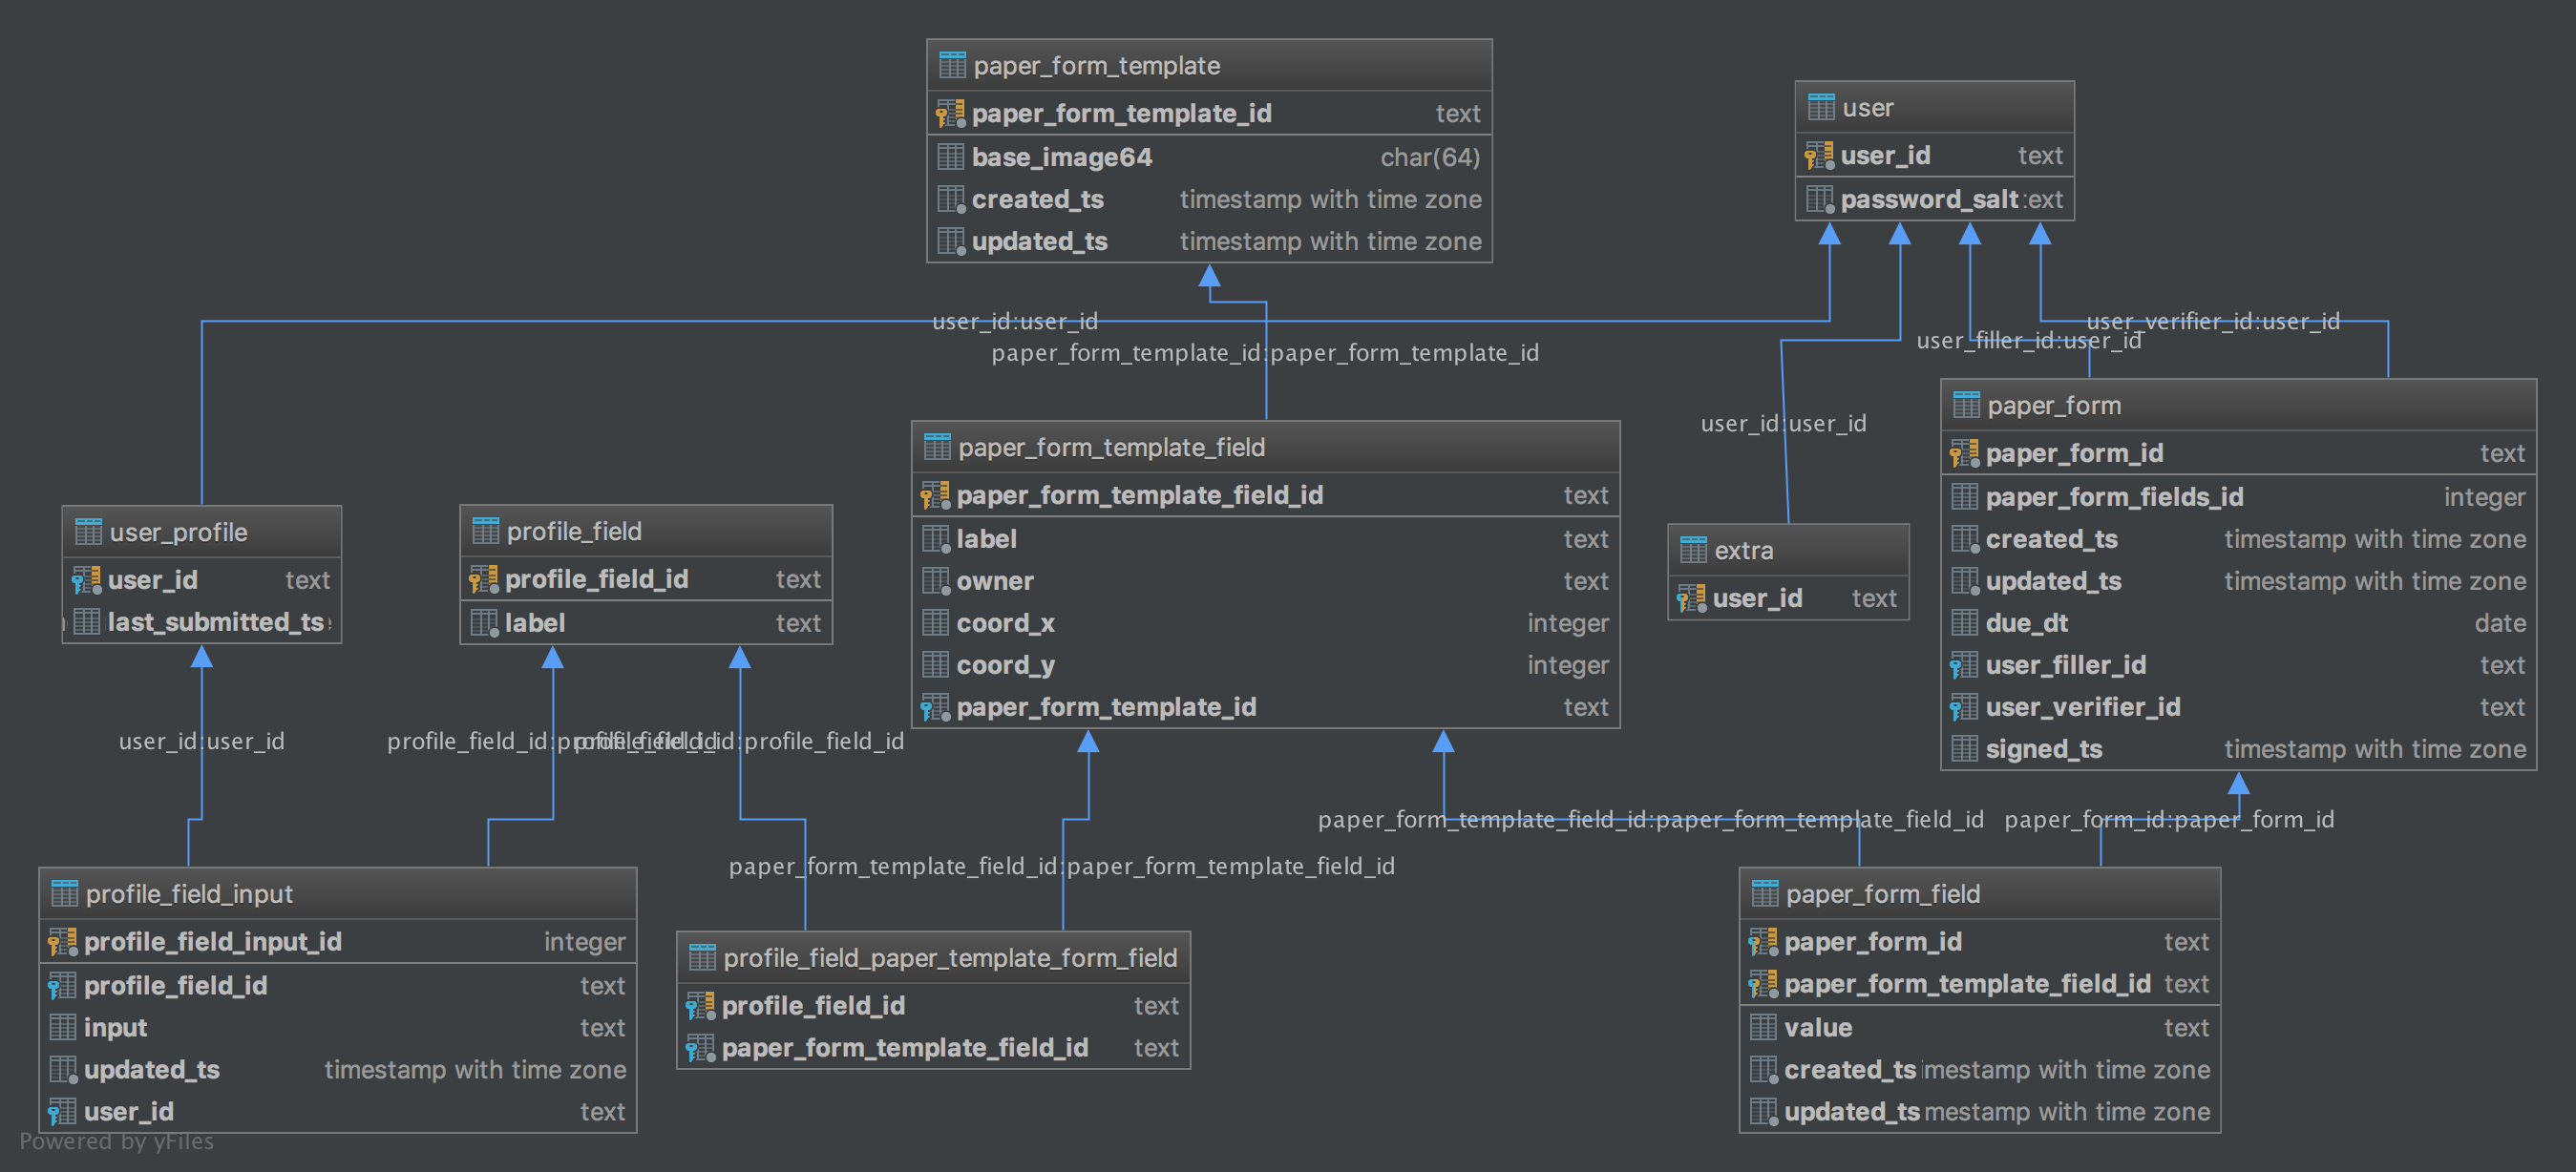 paper_form_template
paper_form_template_id text
base_image64 char(64)
created_ts timestamp with time zone
updated_ts timestamp with time zone
user
user_id text
password_salt :ext
user_id:user_id
paper_form_template_id:paper_form_template_id
user_verifier_id:user_id
user_filler_id:user_id
user_id:user_id
paper_form_template_field
paper_form_template_field_id text
label text
owner text
coord_x integer
coord_y integer
paper_form_template_id text
paper_form
paper_form_id text
paper_form_fields_id integer
created_ts timestamp with time zone
updated_ts timestamp with time zone
due_dt date
user_filler_id text
user_verifier_id text
signed_ts timestamp with time zone
user_profile
user_id text
last_submitted_ts
profile_field
profile_field_id text
label text
extra
user_id text
user_id:user_id
profile_field_id:profile_field_id
profile_field_id:profile_field_id
paper_form_template_field_id:paper_form_template_field_id
paper_form_id:paper_form_id
paper_form_template_field_id:paper_form_template_field_id
profile_field_input
profile_field_input_id integer
profile_field_id text
input text
updated_ts timestamp with time zone
user_id text
profile_field_paper_template_form_field
profile_field_id text
paper_form_template_field_id text
paper_form_field
paper_form_id text
paper_form_template_field_id text
value text
created_ts imestamp with time zone
updated_ts mestamp with time zone
Powered by yFiles